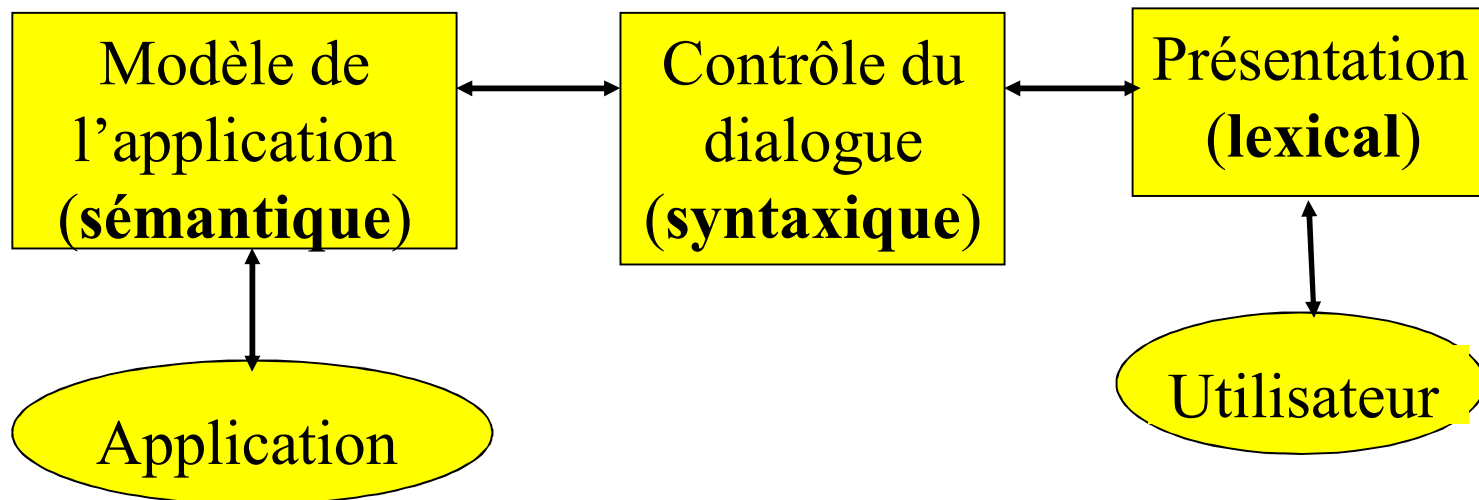 Modèle de
l’application
(sémantique)
Contrôle du
dialogue
(syntaxique)
Présentation
(lexical)
Application
Utilisateur